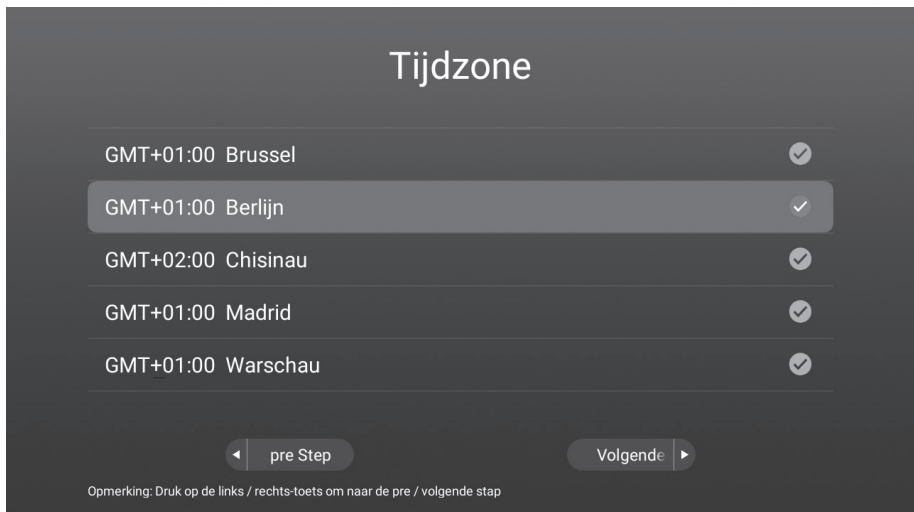 Tijdzone
GMT+01:00 Brussel
GMT+01:00 Berlijn
GMT+02:00 Chisinau
GMT+01:00 Madrid
GMT+01:00 Warschau
pre Step
Volgende
Opmerking: Druk op de links / rechts-toets om naar de pre / volgende stap